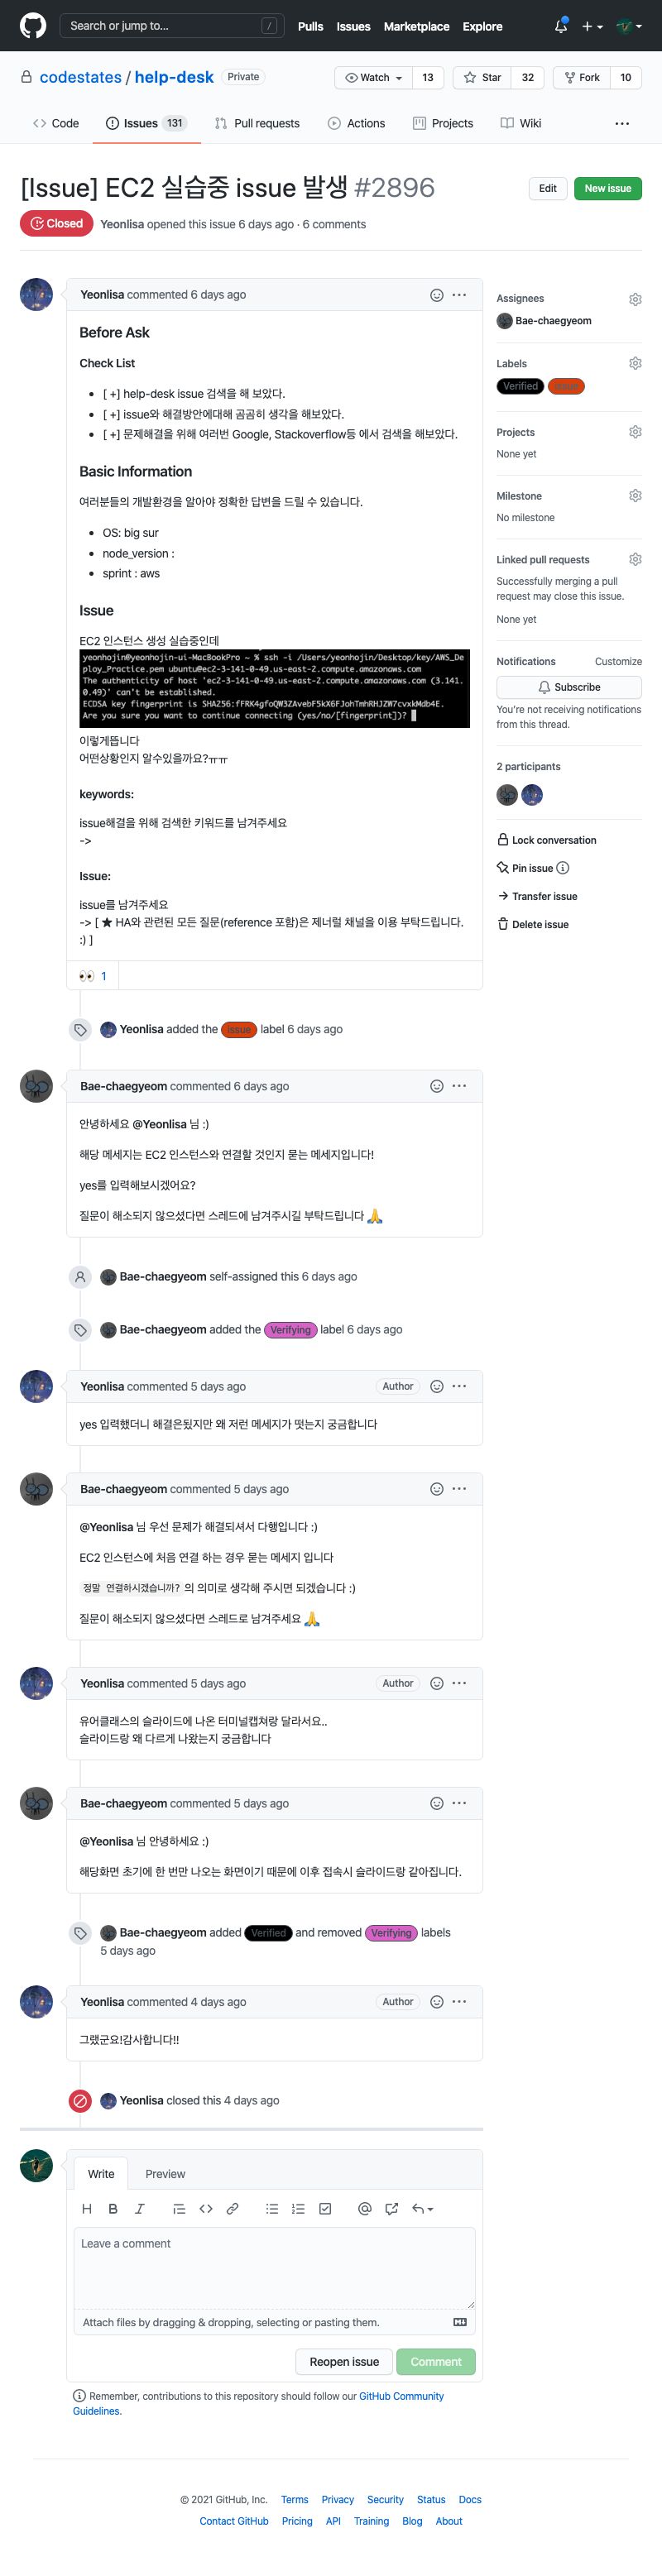 Search or jump to...
/
Pulls Issues Marketplace Explore
codestates / help-desk Private
Watch 13 Star 32 Fork 10
Code Issues 131 Pull requests Actions Projects Wiki
[Issue] EC2 실습중 issue 발생 #2896
Edit New issue
Closed Yeonlisa opened this issue 6 days ago · 6 comments
Yeonlisa commented 6 days ago
Before Ask
Check List
[ +] help-desk issue 검색을 해 보았다.
[ +] issue와 해결방안에대해 곰곰히 생각을 해보았다.
[ +] 문제해결을 위해 여러번 Google, Stackoverflow등 에서 검색을 해보았다.
Basic Information
여러분들의 개발환경을 알아야 정확한 답변을 드릴 수 있습니다.
OS: big sur
node_version :
sprint : aws
Issue
EC2 인스턴스 생성 실습중인데
yeonhojin@yeonhojin-ui-MacBookPro ~ % ssh -i /Users/yeonhojin/Desktop/key/AWS_De
ploy_Practice.pem ubuntu@ec2-3-141-0-49.us-east-2.compute.amazonaws.com
The authenticity of host 'ec2-3-141-0-49.us-east-2.compute.amazonaws.com (3.141.
0.49)' can't be established.
ECDSA key fingerprint is SHA256:fFRK4gfoQW3ZAvebF5kX6FJohTmhRHJZW7cvxkMdb4E.
Are you sure you want to continue connecting (yes/no/[fingerprint])?
이렇게뜹니다
어떤상황인지 알수있을까요?ㅠㅠ
keywords:
issue해결을 위해 검색한 키워드를 남겨주세요
->
Issue:
issue를 남겨주세요
-> [ ★ HA와 관련된 모든 질문(reference 포함)은 제너럴 채널을 이용 부탁드립니다.
:) ]
👀 1
Assignees
Bae-chaegyeom
Labels
Verified issue
Projects
None yet
Milestone
No milestone
Linked pull requests
Successfully merging a pull
request may close this issue.
None yet
Notifications Customize
Subscribe
You're not receiving notifications
from this thread.
2 participants
Lock conversation
Pin issue
Transfer issue
Delete issue
Yeonlisa added the issue label 6 days ago
Bae-chaegyeom commented 6 days ago
안녕하세요 @Yeonlisa 님 :)
해당 메세지는 EC2 인스턴스와 연결할 것인지 묻는 메세지입니다!
yes를 입력해보시겠어요?
질문이 해소되지 않으셨다면 스레드에 남겨주시길 부탁드립니다 🙏
Bae-chaegyeom self-assigned this 6 days ago
Bae-chaegyeom added the Verifying label 6 days ago
Yeonlisa commented 5 days ago Author
yes 입력했더니 해결은됬지만 왜 저런 메세지가 떳는지 궁금합니다
Bae-chaegyeom commented 5 days ago
@Yeonlisa 님 우선 문제가 해결되셔서 다행입니다 :)
EC2 인스턴스에 처음 연결 하는 경우 묻는 메세지 입니다
정말 연결하시겠습니까? 의 의미로 생각해 주시면 되겠습니다 :)
질문이 해소되지 않으셨다면 스레드로 남겨주세요 🙏
Yeonlisa commented 5 days ago Author
유어클래스의 슬라이드에 나온 터미널캡쳐랑 달라서요..
슬라이드랑 왜 다르게 나왔는지 궁금합니다
Bae-chaegyeom commented 5 days ago
@Yeonlisa 님 안녕하세요 :)
해당화면 초기에 한 번만 나오는 화면이기 때문에 이후 접속시 슬라이드랑 같아집니다.
Bae-chaegyeom added Verified and removed Verifying labels
5 days ago
Yeonlisa commented 4 days ago Author
그랬군요!감사합니다!!
Yeonlisa closed this 4 days ago
Write Preview
Leave a comment
Attach files by dragging & dropping, selecting or pasting them.
Reopen issue Comment
Remember, contributions to this repository should follow our GitHub Community
Guidelines.
© 2021 GitHub, Inc. Terms Privacy Security Status Docs
Contact GitHub Pricing API Training Blog About